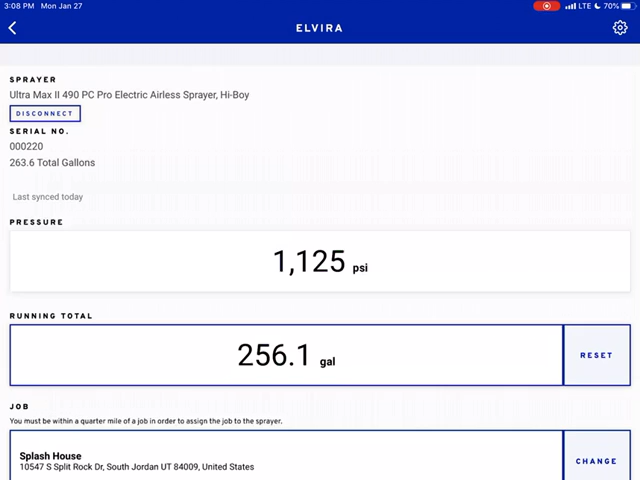 3:08 PM Mon Jan 27
LTE 70%
ELVIRA
SPRAYER
Ultra Max II 490 PC Pro Electric Airless Sprayer, Hi-Boy
DISCONNECT
SERIAL NO.
000220
263.6 Total Gallons
Last synced today
PRESSURE
1,125 psi
RUNNING TOTAL
256.1 gal
RESET
JOB
You must be within a quarter mile of a job in order to assign the job to the sprayer.
Splash House
10547 S Split Rock Dr, South Jordan UT 84009, United States
CHANGE